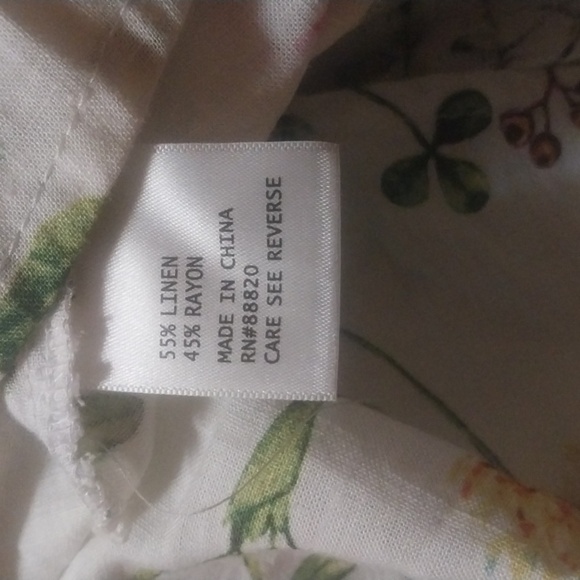 55% LINEN
45% RAYON
MADE IN CHINA
RN#88820
CARE SEE REVERSE